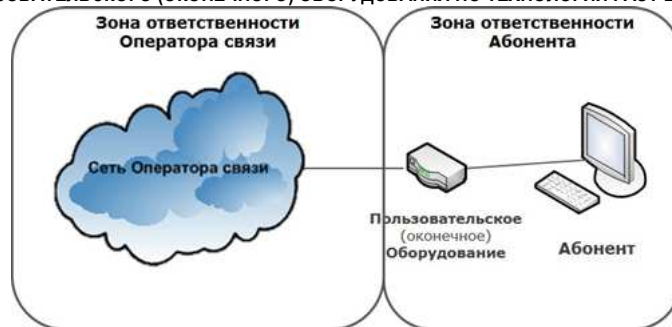 Зона ответственности
Оператора связи
Зона ответственности
Абонента
Сеть Оператора связи
Пользовательское
(оконечное)
Оборудование
Абонент